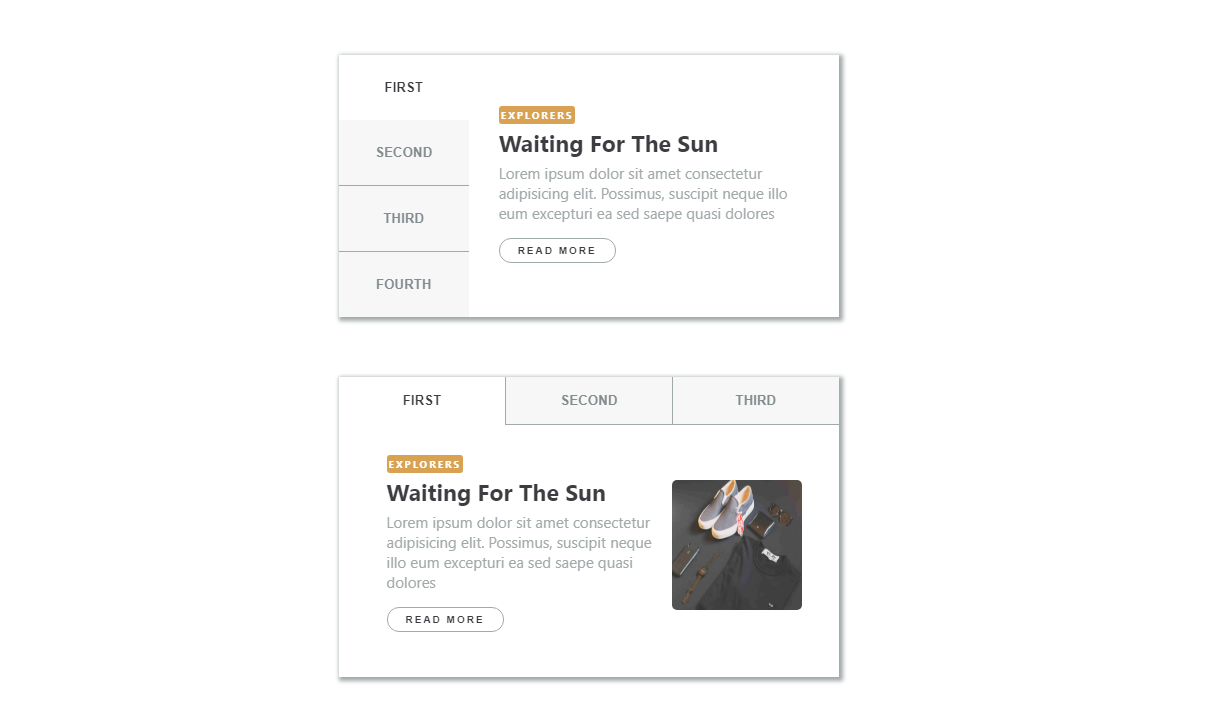 FIRST
SECOND
THIRD
FOURTH
EXPLORERS
Waiting For The Sun
Lorem ipsum dolor sit amet consectetur
adipisicing elit. Possimus, suscipit neque illo
eum excepturi ea sed saepe quasi dolores
READ MORE
FIRST
SECOND
THIRD
EXPLORERS
Waiting For The Sun
Lorem ipsum dolor sit amet consectetur
adipisicing elit. Possimus, suscipit neque
illo eum excepturi ea sed saepe quasi
dolores
READ MORE